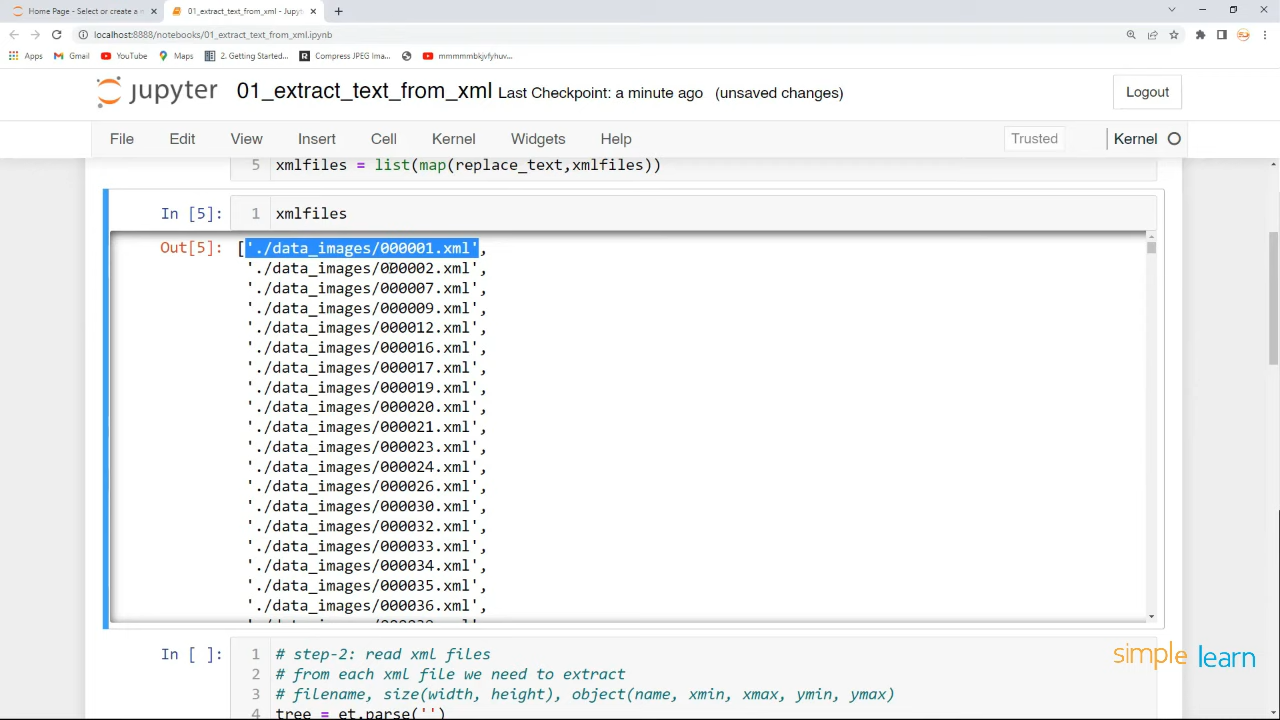 Home Page - Select or create a n
01_extract_text_from_xml - Jupyt
localhost:8888/notebooks/01_extract_text_from_xml.ipynb
Apps Gmail YouTube Maps 2. Getting Started... Compress JPEG Ima... mmmmmbkjvfyhuv...
jupyter 01_extract_text_from_xml Last Checkpoint: a minute ago (unsaved changes) Logout
File Edit View Insert Cell Kernel Widgets Help Trusted Kernel
5 xmlfiles = list(map(replace_text,xmlfiles))
In [5]: 1 xmlfiles
Out[5]: ['./data_images/000001.xml',
'./data_images/000002.xml',
'./data_images/000007.xml',
'./data_images/000009.xml',
'./data_images/000012.xml',
'./data_images/000016.xml',
'./data_images/000017.xml',
'./data_images/000019.xml',
'./data_images/000020.xml',
'./data_images/000021.xml',
'./data_images/000023.xml',
'./data_images/000024.xml',
'./data_images/000026.xml',
'./data_images/000030.xml',
'./data_images/000032.xml',
'./data_images/000033.xml',
'./data_images/000034.xml',
'./data_images/000035.xml',
'./data_images/000036.xml',
In [ ]: 1 # step-2: read xml files
2 # from each xml file we need to extract
3 # filename, size(width, height), object(name, xmin, xmax, ymin, ymax)
4 tree = et.parse('')
simplelearn